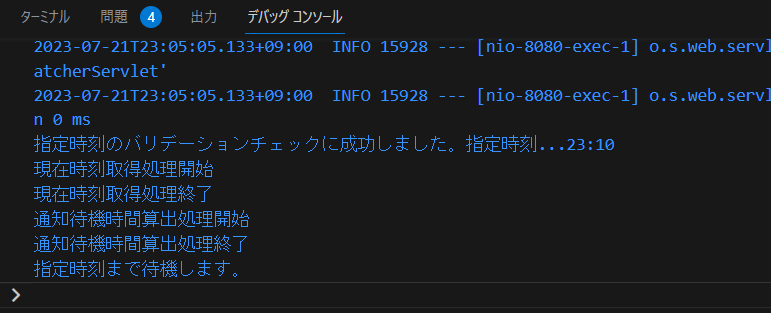 ターミナル 問題 4 出力 デバッグ コンソール
2023-07-21T23:05:05.133+09:00  INFO 15928 --- [nio-8080-exec-1] o.s.web.servl
atcherServlet'
2023-07-21T23:05:05.133+09:00  INFO 15928 --- [nio-8080-exec-1] o.s.web.servl
n 0 ms
指定時刻のバリデーションチェックに成功しました。指定時刻...23:10
現在時刻取得処理開始
現在時刻取得処理終了
通知待機時間算出処理開始
通知待機時間算出処理終了
指定時刻まで待機します。